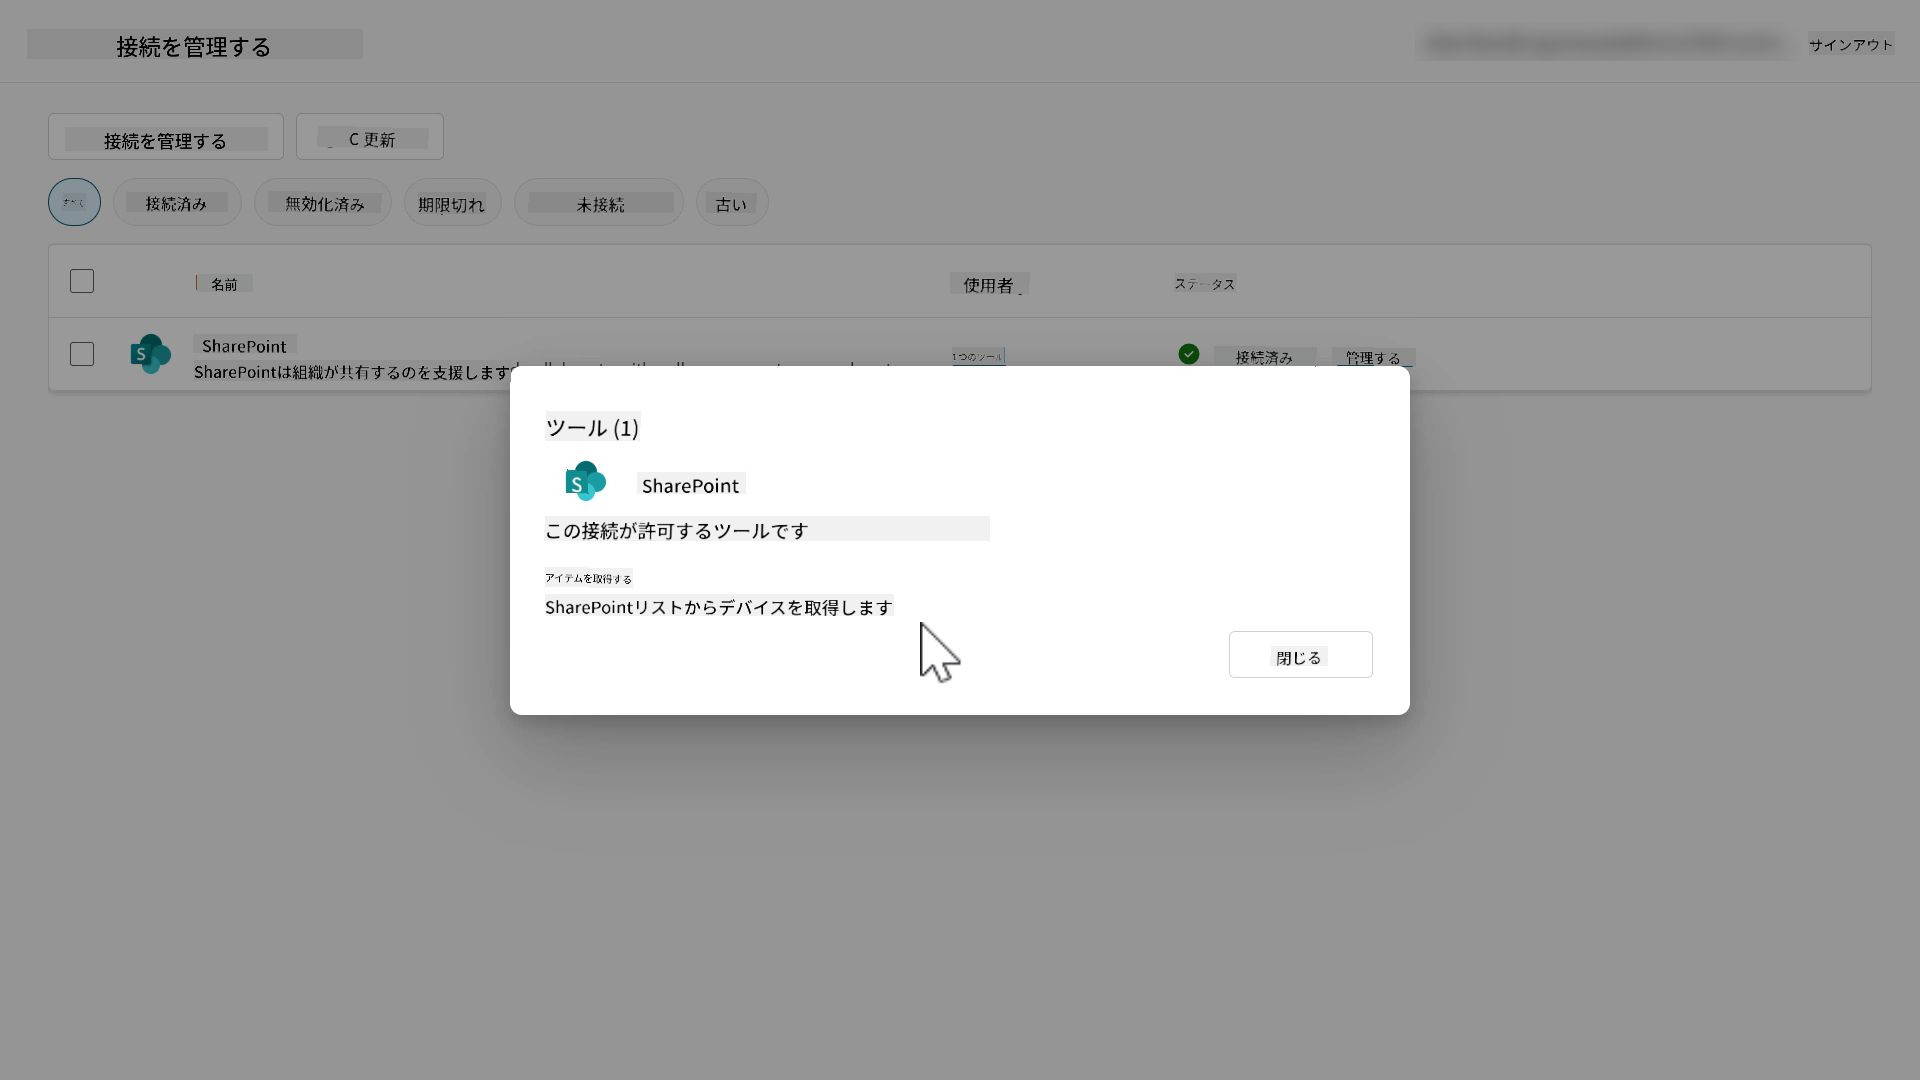 接続を管理する
サインアウト
接続を管理する
C 更新
すべて
接続済み
無効化済み
期限切れ
未接続
古い
名前
使用者
ステータス
SharePoint
SharePointは組織が共有するのを支援します
1つのツール
接続済み
管理する
ツール (1)
SharePoint
この接続が許可するツールです
アイテムを取得する
SharePointリストからデバイスを取得します
閉じる